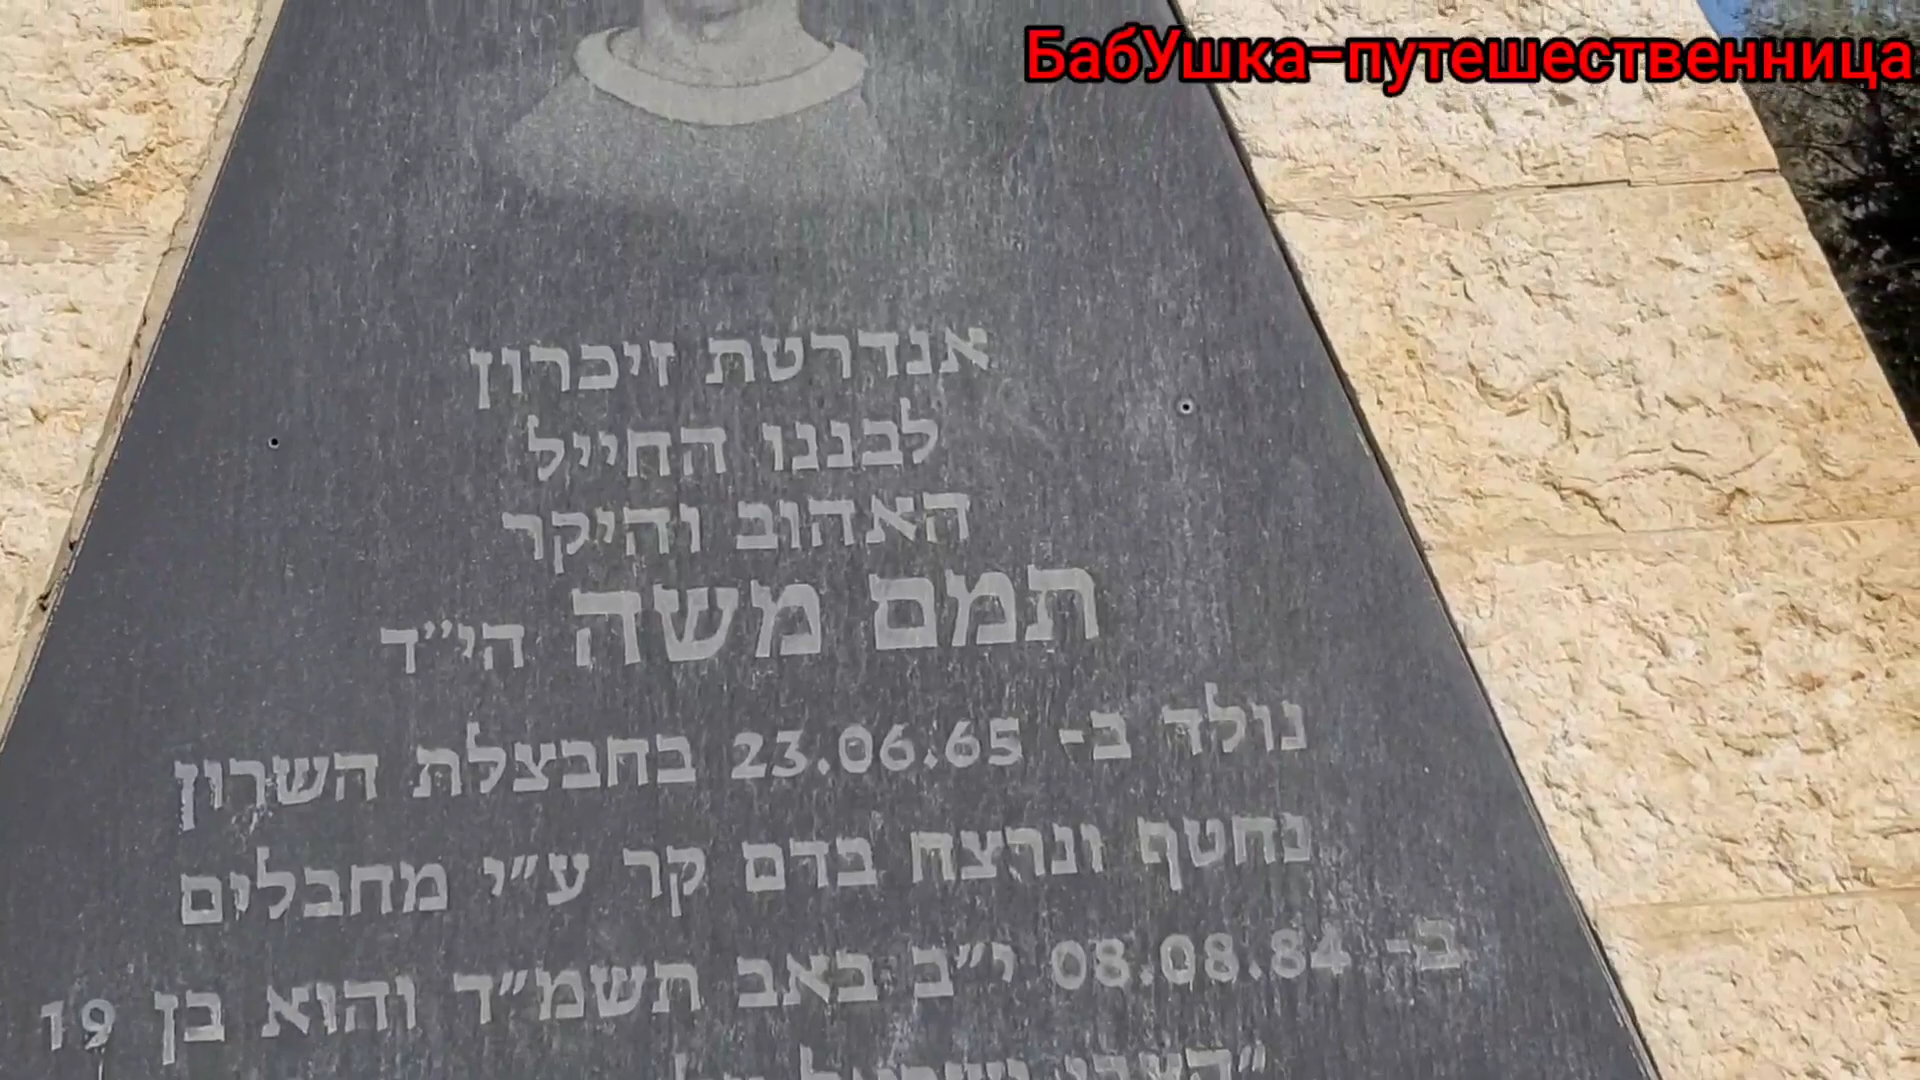 БабУшка-путешественница
אנדרטת זיכרון
לבננו החייל
האהוב והיקר
תמם משה הי״ד
נולד ב- 23.06.65 בחבצלת השרון
נחטף ונרצח בדם קר ע״י מחבלים
ב- 08.08.84 י״ב באב תשמ״ד והוא בן 19